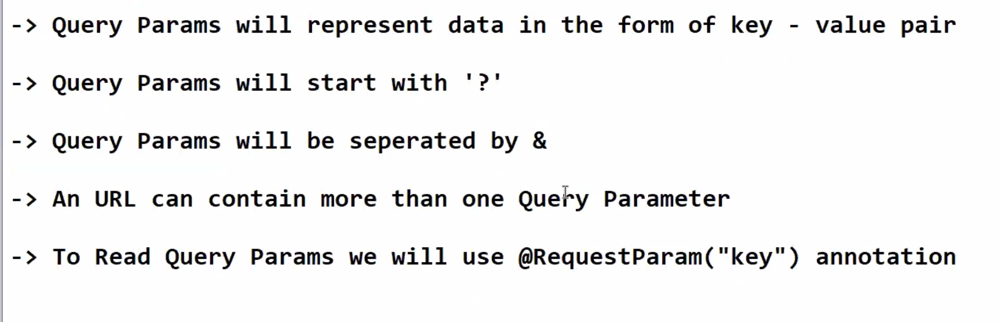 -> Query Params will represent data in the form of key - value pair
-> Query Params will start with '?'
-> Query Params will be seperated by &
-> An URL can contain more than one Query Parameter
-> To Read Query Params we will use @RequestParam("key") annotation